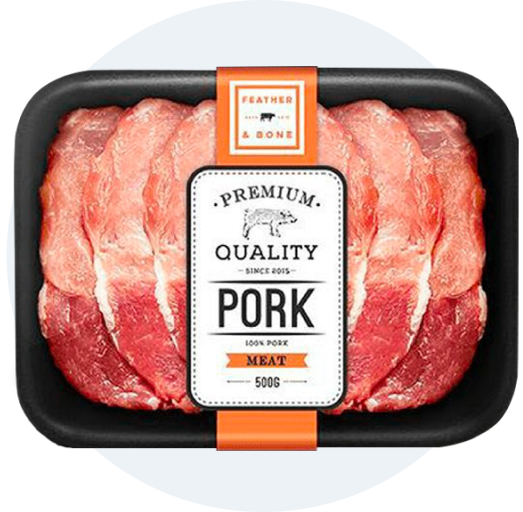 FEATHER
& BONE
·PREMIUM·
QUALITY
SINCE 2015
PORK
100% PORK
MEAT
500G